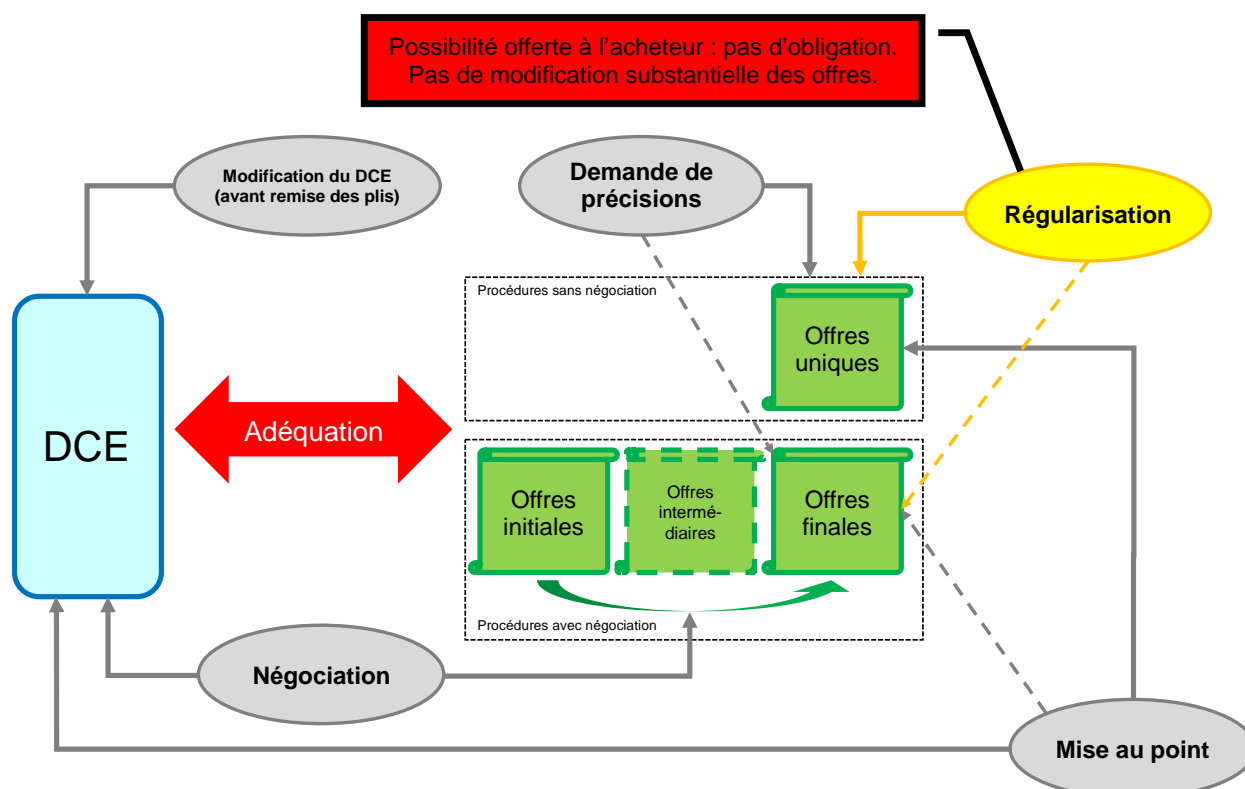 Possibilité offerte à l'acheteur : pas d'obligation.
Pas de modification substantielle des offres.
Modification du DCE
(avant remise des plis)
Demande de
précisions
Régularisation
Procédures sans négociation
Offres
uniques
DCE
Adéquation
Offres
initiales
Offres
intermé-
diaires
Offres
finales
Procédures avec négociation
Négociation
Mise au point